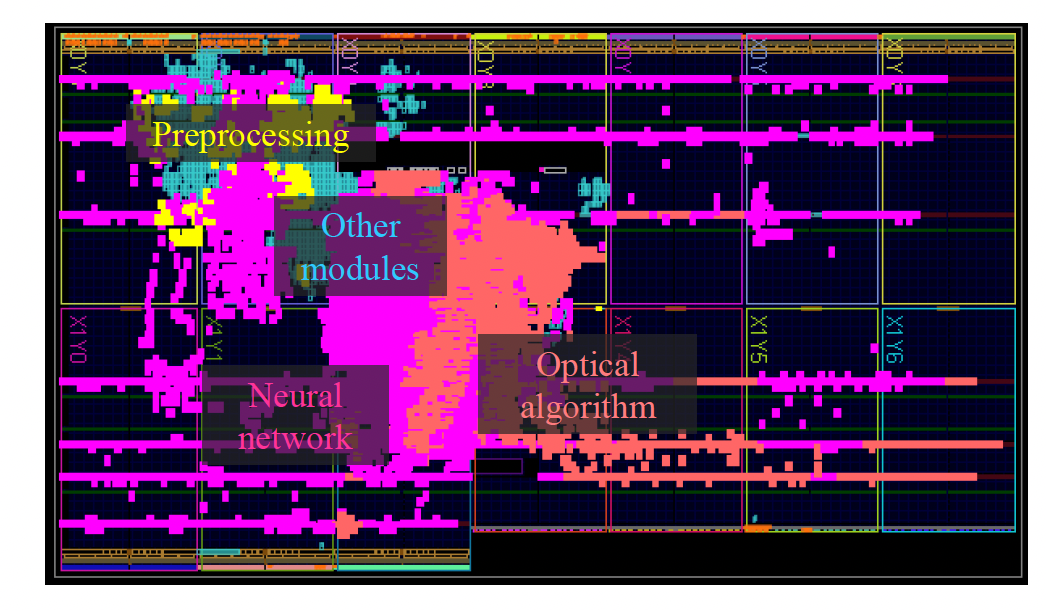 Preprocessing
Other
modules
X1Y0
X1Y1
X1Y5
X1Y6
Optical
algorithm
Neural
network